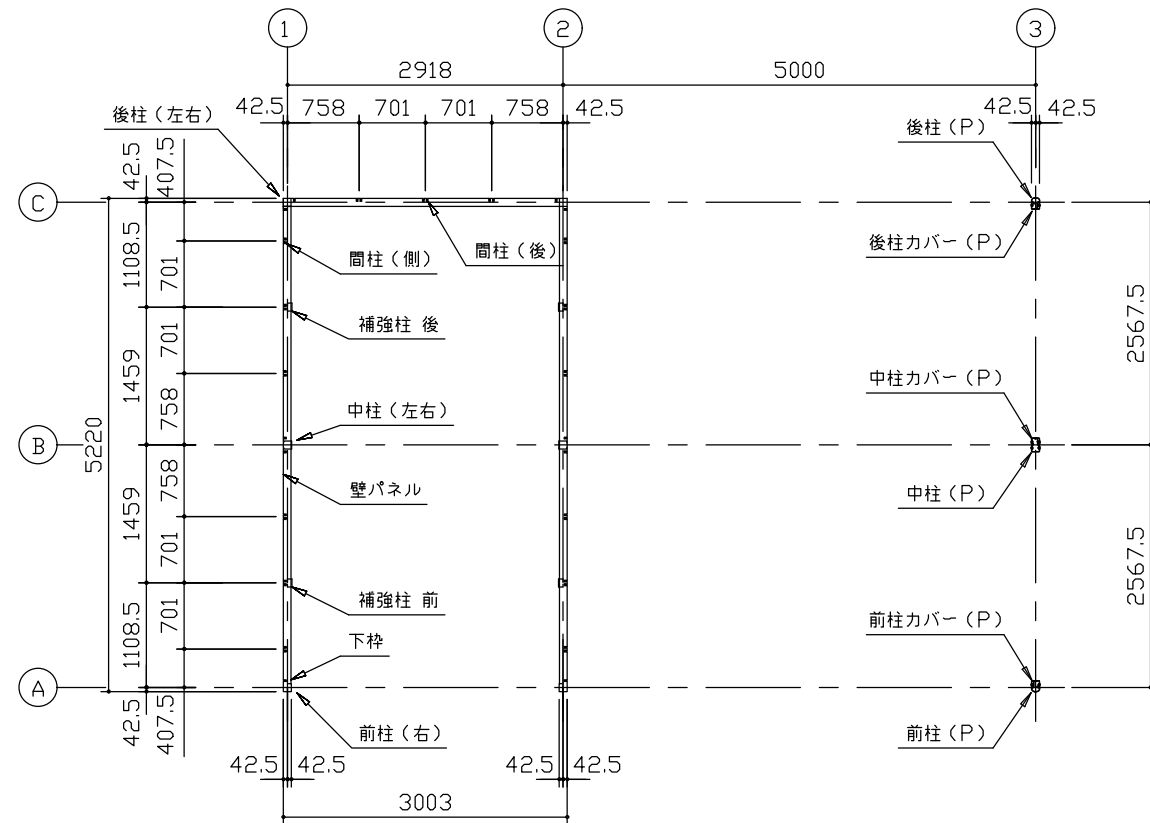 1
2
3
2918
5000
42.5
758
701
701
758
42.5
42.5
42.5
後柱（左右）
後柱（P）
C
42.5
407.5
後柱カバー（P）
間柱（側）
間柱（後）
1108.5
701
補強柱 後
2567.5
701
1459
758
中柱カバー（P）
中柱（左右）
B
5220
中柱（P）
壁パネル
758
1459
701
2567.5
補強柱 前
前柱カバー（P）
701
1108.5
下枠
A
前柱（右）
前柱（P）
42.5
407.5
42.5
42.5
42.5
42.5
3003